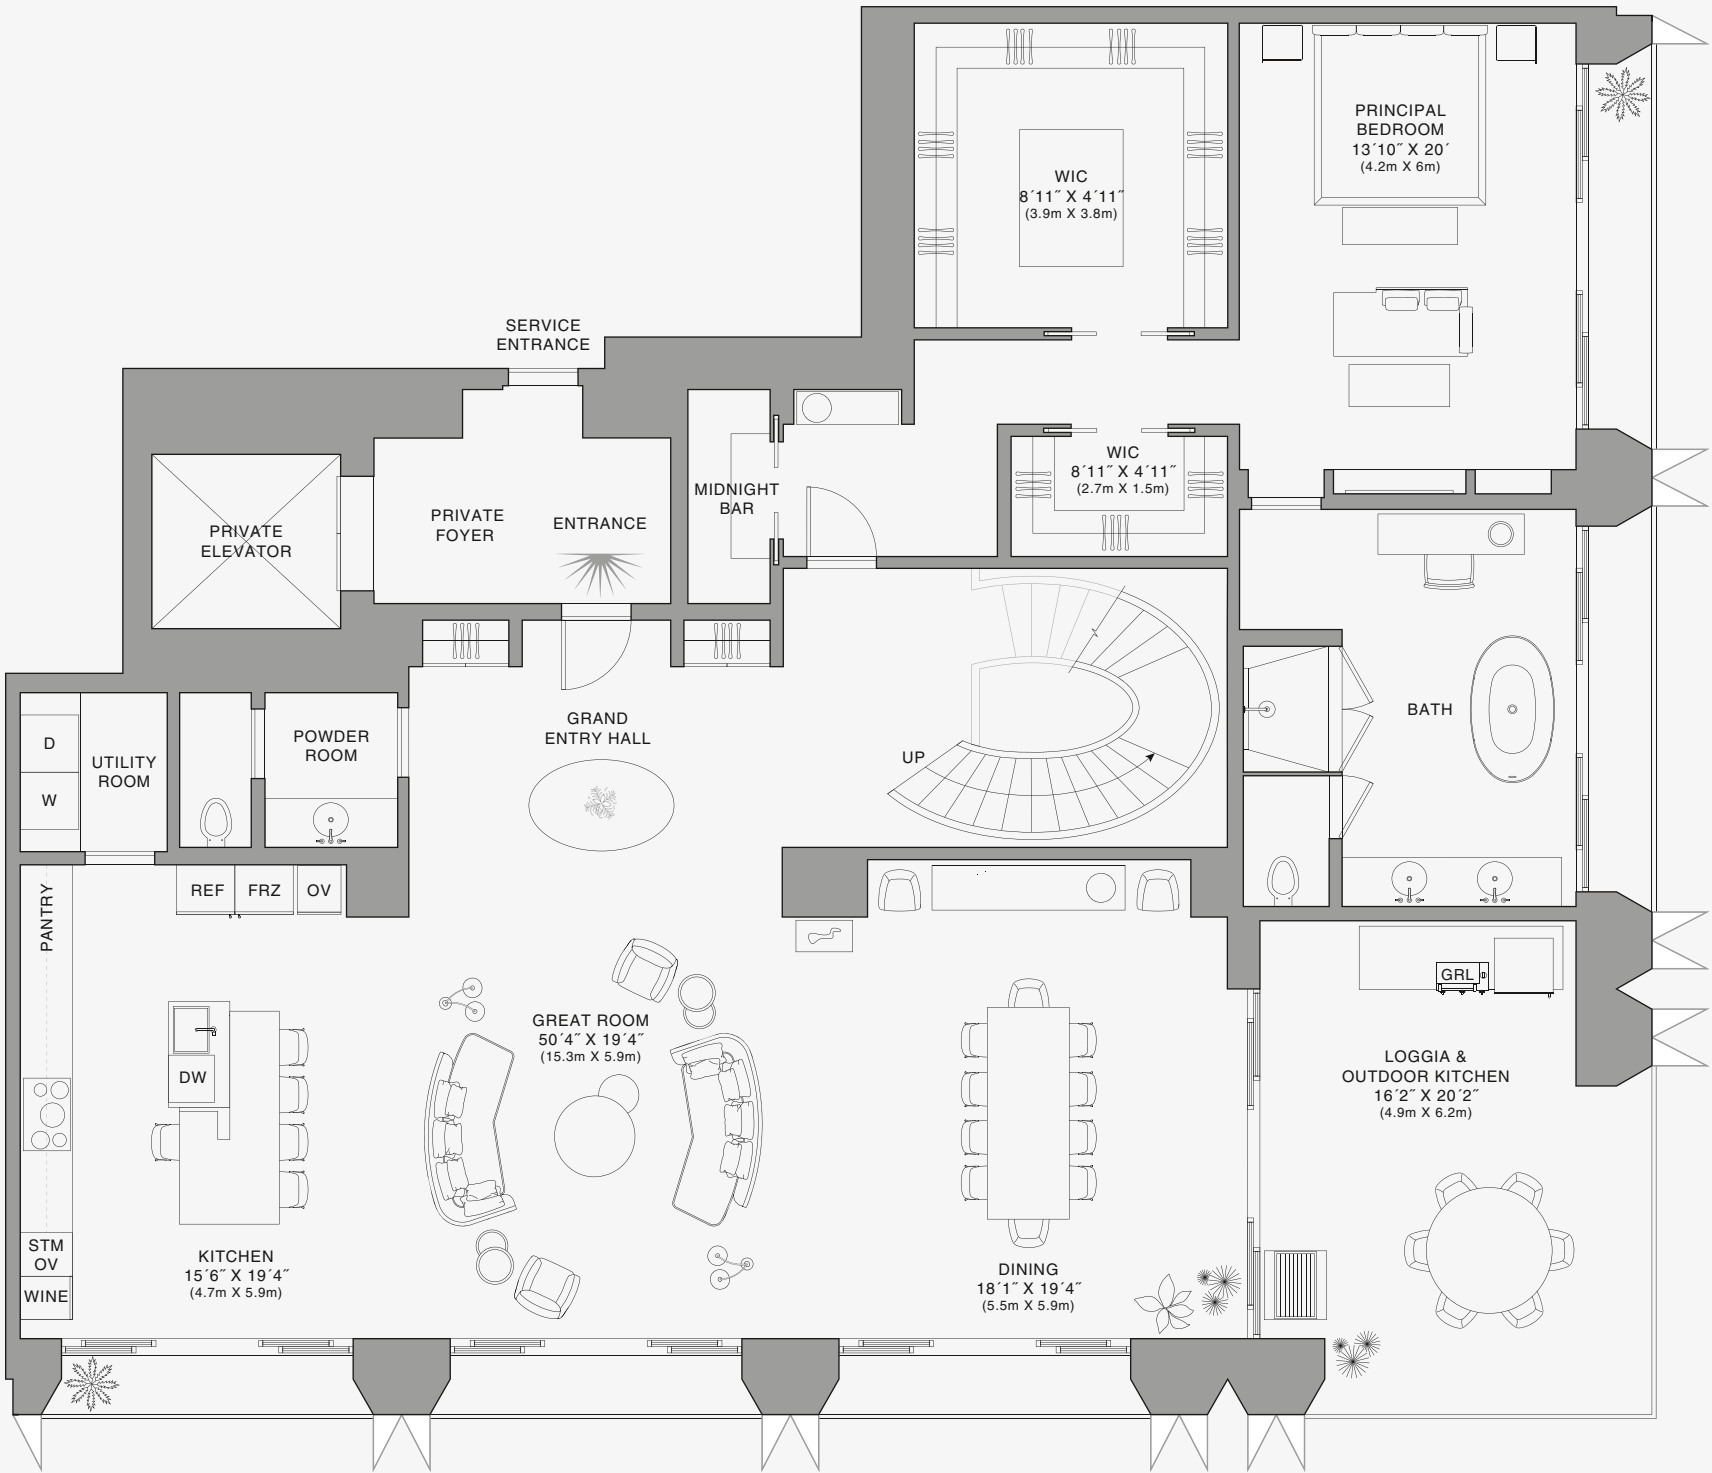 PRINCIPAL
BEDROOM
13´10˝ X 20´
(4.2m X 6m)
WIC
8´11˝ X 4´11˝
(3.9m X 3.8m)
SERVICE
ENTRANCE
WIC
8´11˝ X 4´11˝
(2.7m X 1.5m)
MIDNIGHT
BAR
PRIVATE
ELEVATOR
PRIVATE
FOYER
ENTRANCE
GRAND
ENTRY HALL
UP
BATH
D
W
UTILITY
ROOM
POWDER
ROOM
PANTRY
REF
FRZ
OV
DW
GREAT ROOM
50´4˝ X 19´4˝
(15.3m X 5.9m)
GRL
LOGGIA &
OUTDOOR KITCHEN
16´2˝ X 20´2˝
(4.9m X 6.2m)
STM
OV
WINE
KITCHEN
15´6˝ X 19´4˝
(4.7m X 5.9m)
DINING
18´1˝ X 19´4˝
(5.5m X 5.9m)